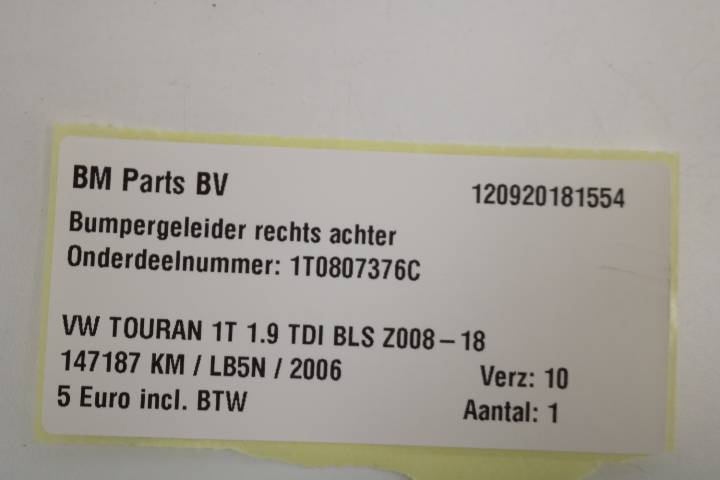 BM Parts BV 120920181554
Bumpergeleider rechts achter
Onderdeelnummer: 1T0807376C
VW TOURAN 1T 1.9 TDI BLS Z008-18
147187 KM / LB5N / 2006 Verz: 10
5 Euro incl. BTW Aantal: 1